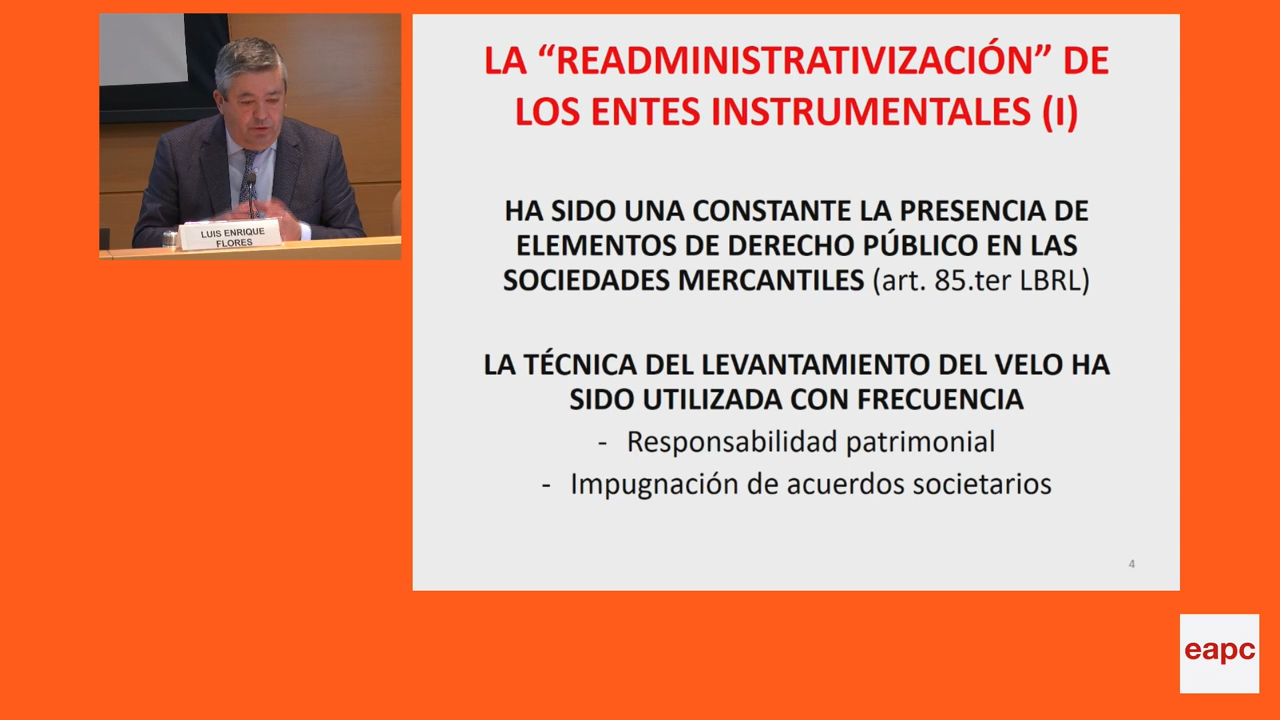 LUIS ENRIQUE
FLORES
LA “READMINISTRATIVIZACIÓN” DE
LOS ENTES INSTRUMENTALES (I)
HA SIDO UNA CONSTANTE LA PRESENCIA DE
ELEMENTOS DE DERECHO PÚBLICO EN LAS
SOCIEDADES MERCANTILES (art. 85.ter LBRL)
LA TÉCNICA DEL LEVANTAMIENTO DEL VELO HA
SIDO UTILIZADA CON FRECUENCIA
- Responsabilidad patrimonial
- Impugnación de acuerdos societarios
4
eapc